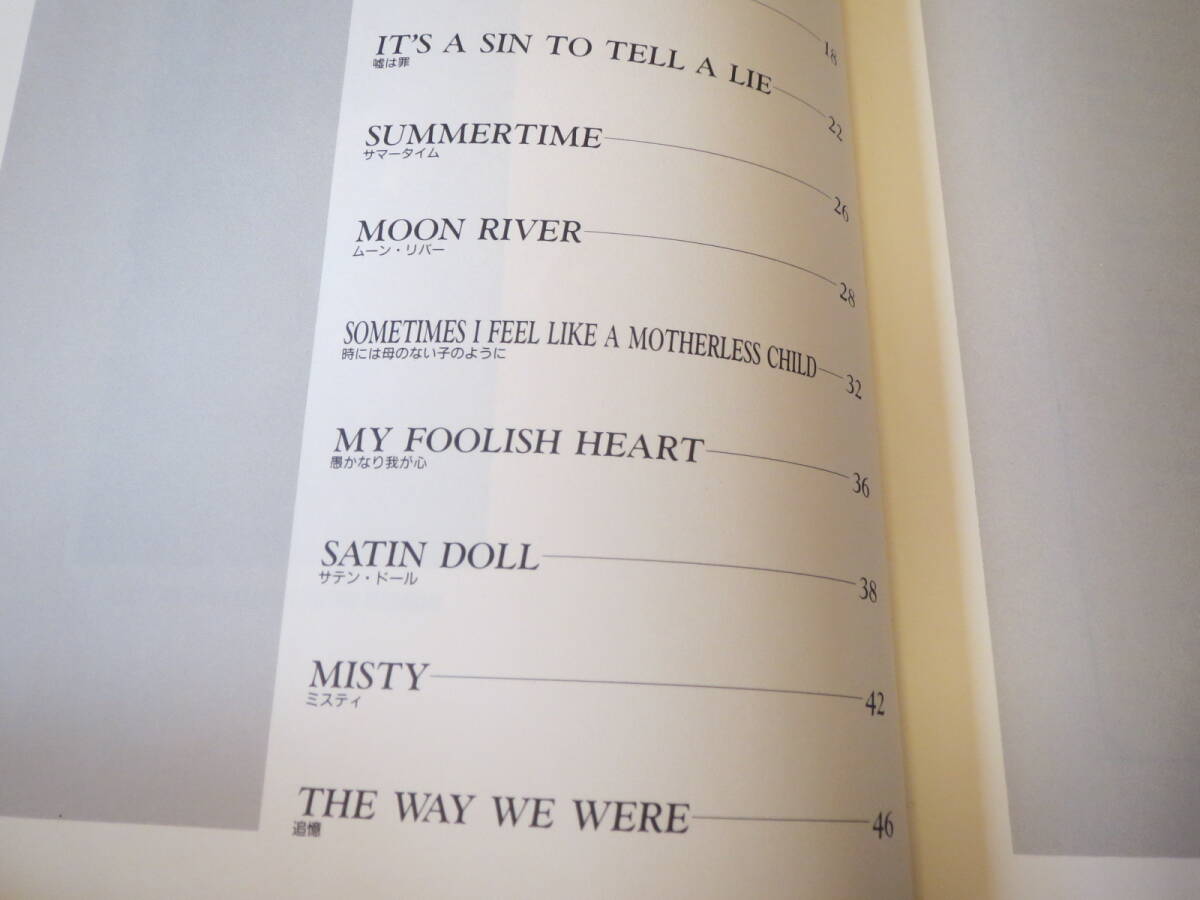 18
IT'S A SIN TO TELL A LIE 22
嘘は罪
SUMMERTIME 26
サマータイム
MOON RIVER 28
ムーン・リバー
SOMETIMES I FEEL LIKE A MOTHERLESS CHILD 32
時には母のない子のように
MY FOOLISH HEART 36
愚かなり我が心
SATIN DOLL 38
サテン・ドール
MISTY 42
ミスティ
THE WAY WE WERE 46
追憶